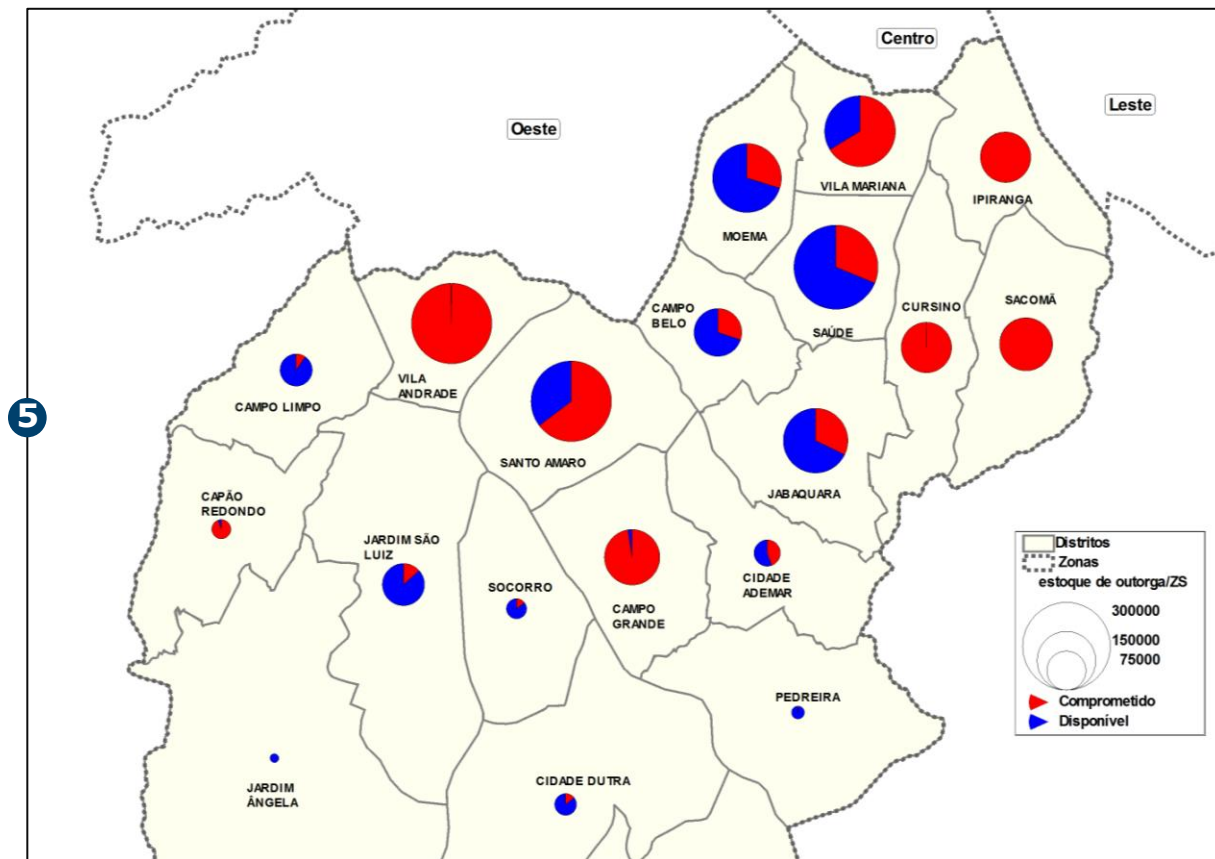 Centro
Leste
Oeste
VILA MARIANA
IPIRANGA
MOEMA
CAMPO
BELO
SAÚDE
CURSINO
SACOMÃ
VILA
ANDRADE
CAMPO LIMPO
SANTO AMARO
JABAQUARA
5
CAPÃO
REDONDO
JARDIM SÃO
LUIZ
SOCORRO
CAMPO
GRANDE
CIDADE
ADEMAR
PEDREIRA
JARDIM
ÂNGELA
CIDADE DUTRA
Distritos
Zonas
estoque de outorga/ZS
300000
150000
75000
Comprometido
Disponível